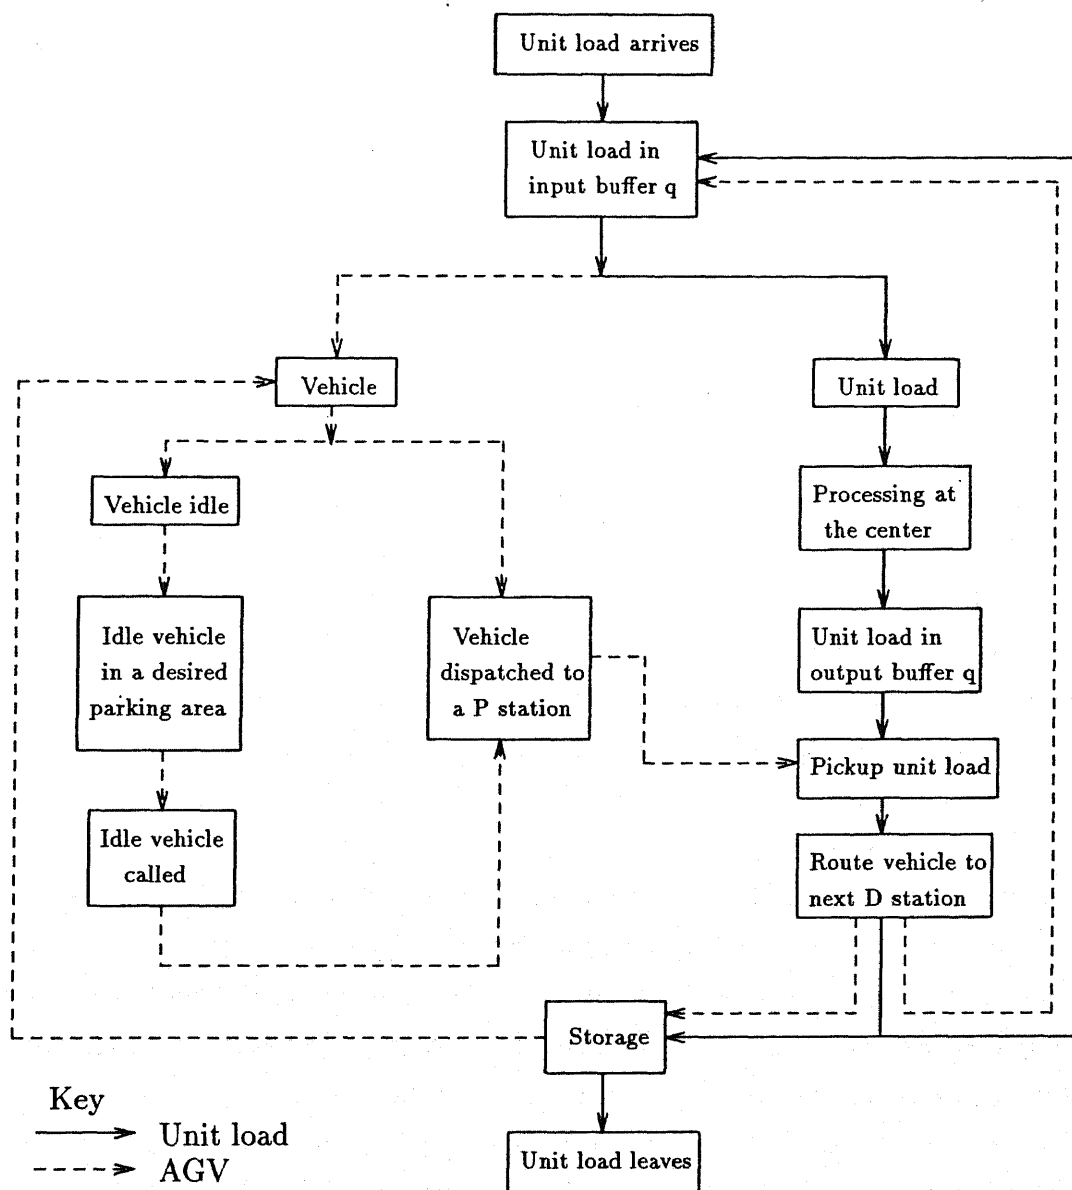 Unit load arrives
Unit load in
input buffer q
Vehicle
Unit load
Vehicle idle
Processing at
the center
Idle vehicle
in a desired
parking area
Vehicle
dispatched to
a P station
Unit load in
output buffer q
Pickup unit load
Idle vehicle
called
Route vehicle to
next D station
Storage
Key
Unit load
AGV
Unit load leaves